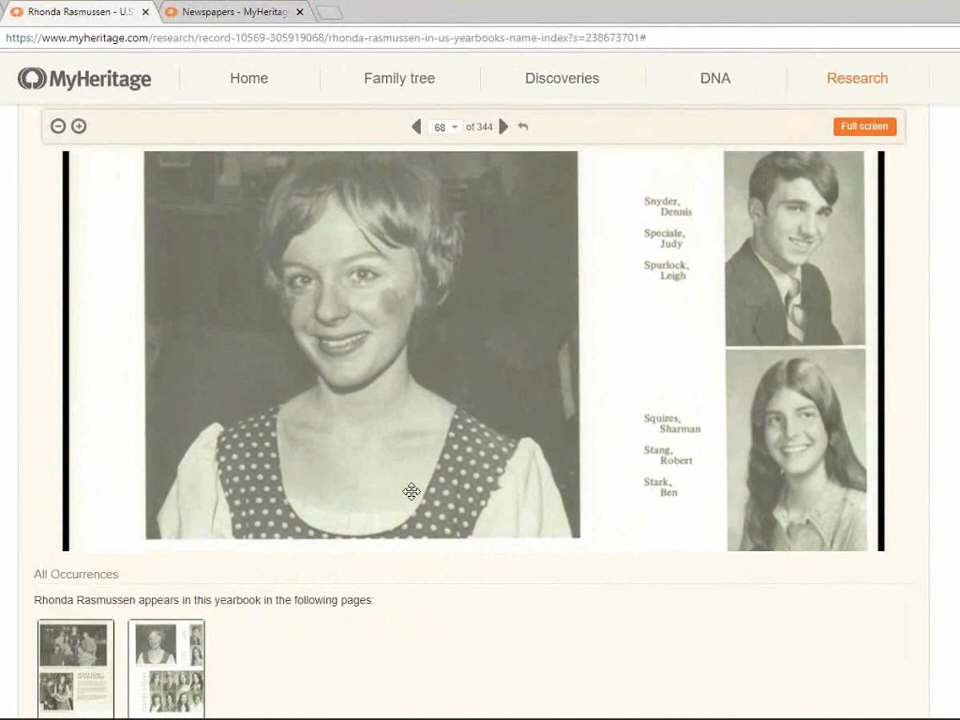 Rhonda Rasmussen - U.S.
Newspapers - MyHeritag
https://www.myheritage.com/research/record-10569-305919068/rhonda-rasmussen-in-us-yearbooks-name-index?s=238673701#
MyHeritage
Home
Family tree
Discoveries
DNA
Research
68 of 344
Full screen
Snyder,
Dennis
Speciale,
Judy
Spurlock,
Leigh
Squires,
Sharman
Stang,
Robert
Stark,
Ben
All Occurrences
Rhonda Rasmussen appears in this yearbook in the following pages: